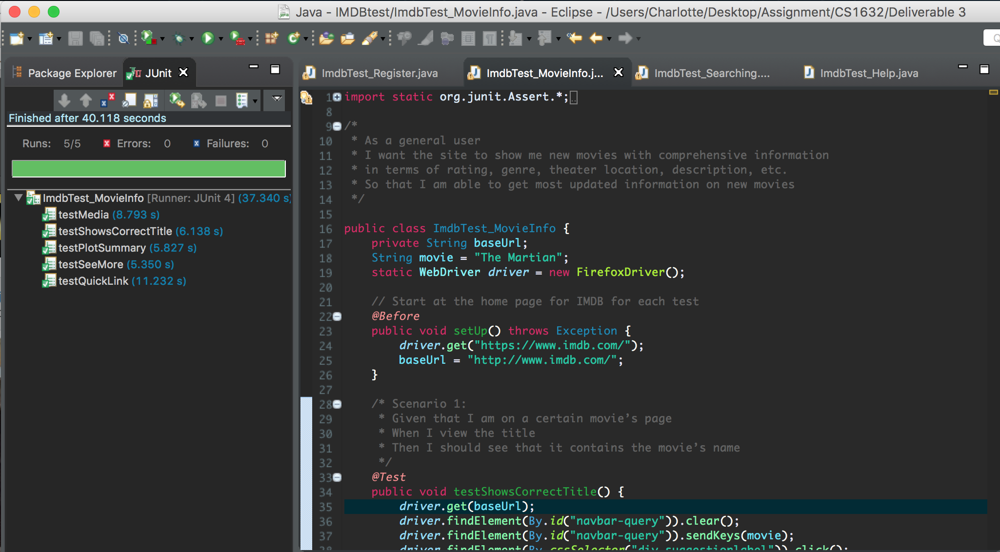 Java - IMDBtest/ImdbTest_MovieInfo.java - Eclipse - /Users/Charlotte/Desktop/Assignment/CS1632/Deliverable 3
Package Explorer
JUnit
Finished after 40.118 seconds
Runs: 5/5 Errors: 0 Failures: 0
ImdbTest_MovieInfo [Runner: JUnit 4] (37.340 s)
testMedia (8.793 s)
testShowsCorrectTitle (6.138 s)
testPlotSummary (5.827 s)
testSeeMore (5.350 s)
testQuickLink (11.232 s)
ImdbTest_Register.java
ImdbTest_MovieInfo.j...
ImdbTest_Searching....
ImdbTest_Help.java
1 import static org.junit.Assert.*;
8
9 /*
10 * As a general user
11 * I want the site to show me new movies with comprehensive information
12 * in terms of rating, genre, theater location, description, etc.
13 * So that I am able to get most updated information on new movies
14 */
15
16 public class ImdbTest_MovieInfo {
17 private String baseUrl;
18 String movie = "The Martian";
19 static WebDriver driver = new FirefoxDriver();
20
21 // Start at the home page for IMDB for each test
22 @Before
23 public void setUp() throws Exception {
24 driver.get("https://www.imdb.com/");
25 baseUrl = "http://www.imdb.com/";
26 }
27
28 /* Scenario 1:
29 * Given that I am on a certain movie’s page
30 * When I view the title
31 * Then I should see that it contains the movie’s name
32 */
33 @Test
34 public void testShowsCorrectTitle() {
35 driver.get(baseUrl);
36 driver.findElement(By.id("navbar-query")).clear();
37 driver.findElement(By.id("navbar-query")).sendKeys(movie);
38 driver.findElement(By.cssSelector("div.suggestionlabel")).click();